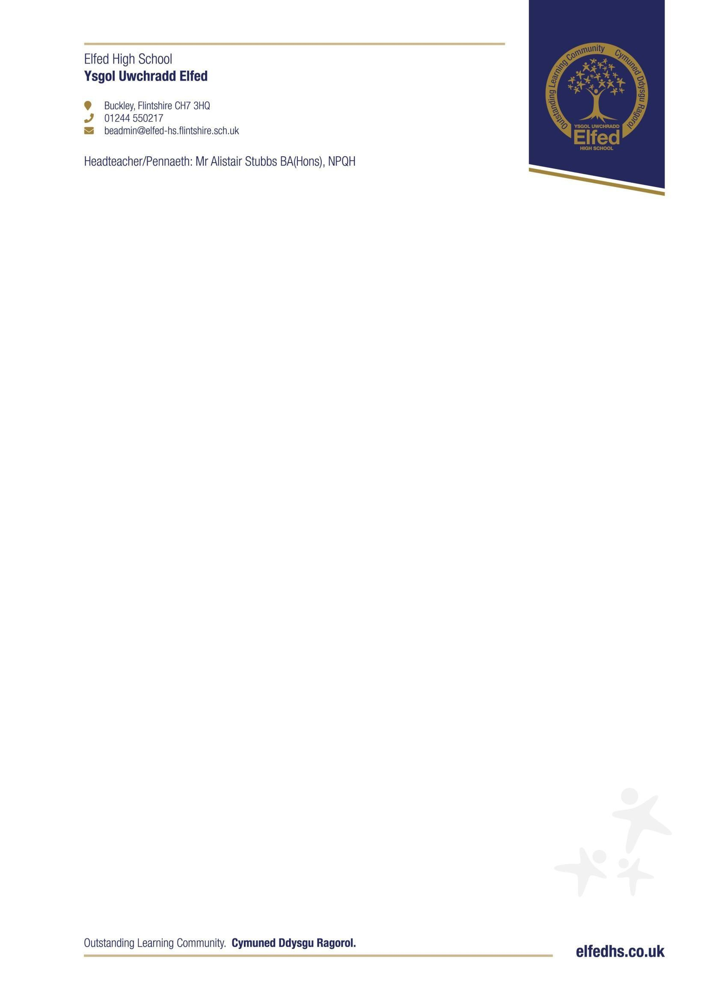 Elfed High School
Ysgol Uwchradd Elfed
Buckley, Flintshire CH7 3HQ
01244 550217
beadmin@elfed-hs.flintshire.sch.uk
Headteacher/Pennaeth: Mr Alistair Stubbs BA(Hons), NPQH
Outstanding Learning Community Cymuned Ddysgu Ragorol
YSGOL UWCHRADD
Elfed
HIGH SCHOOL
Outstanding Learning Community. Cymuned Ddysgu Ragorol.
elfedhs.co.uk